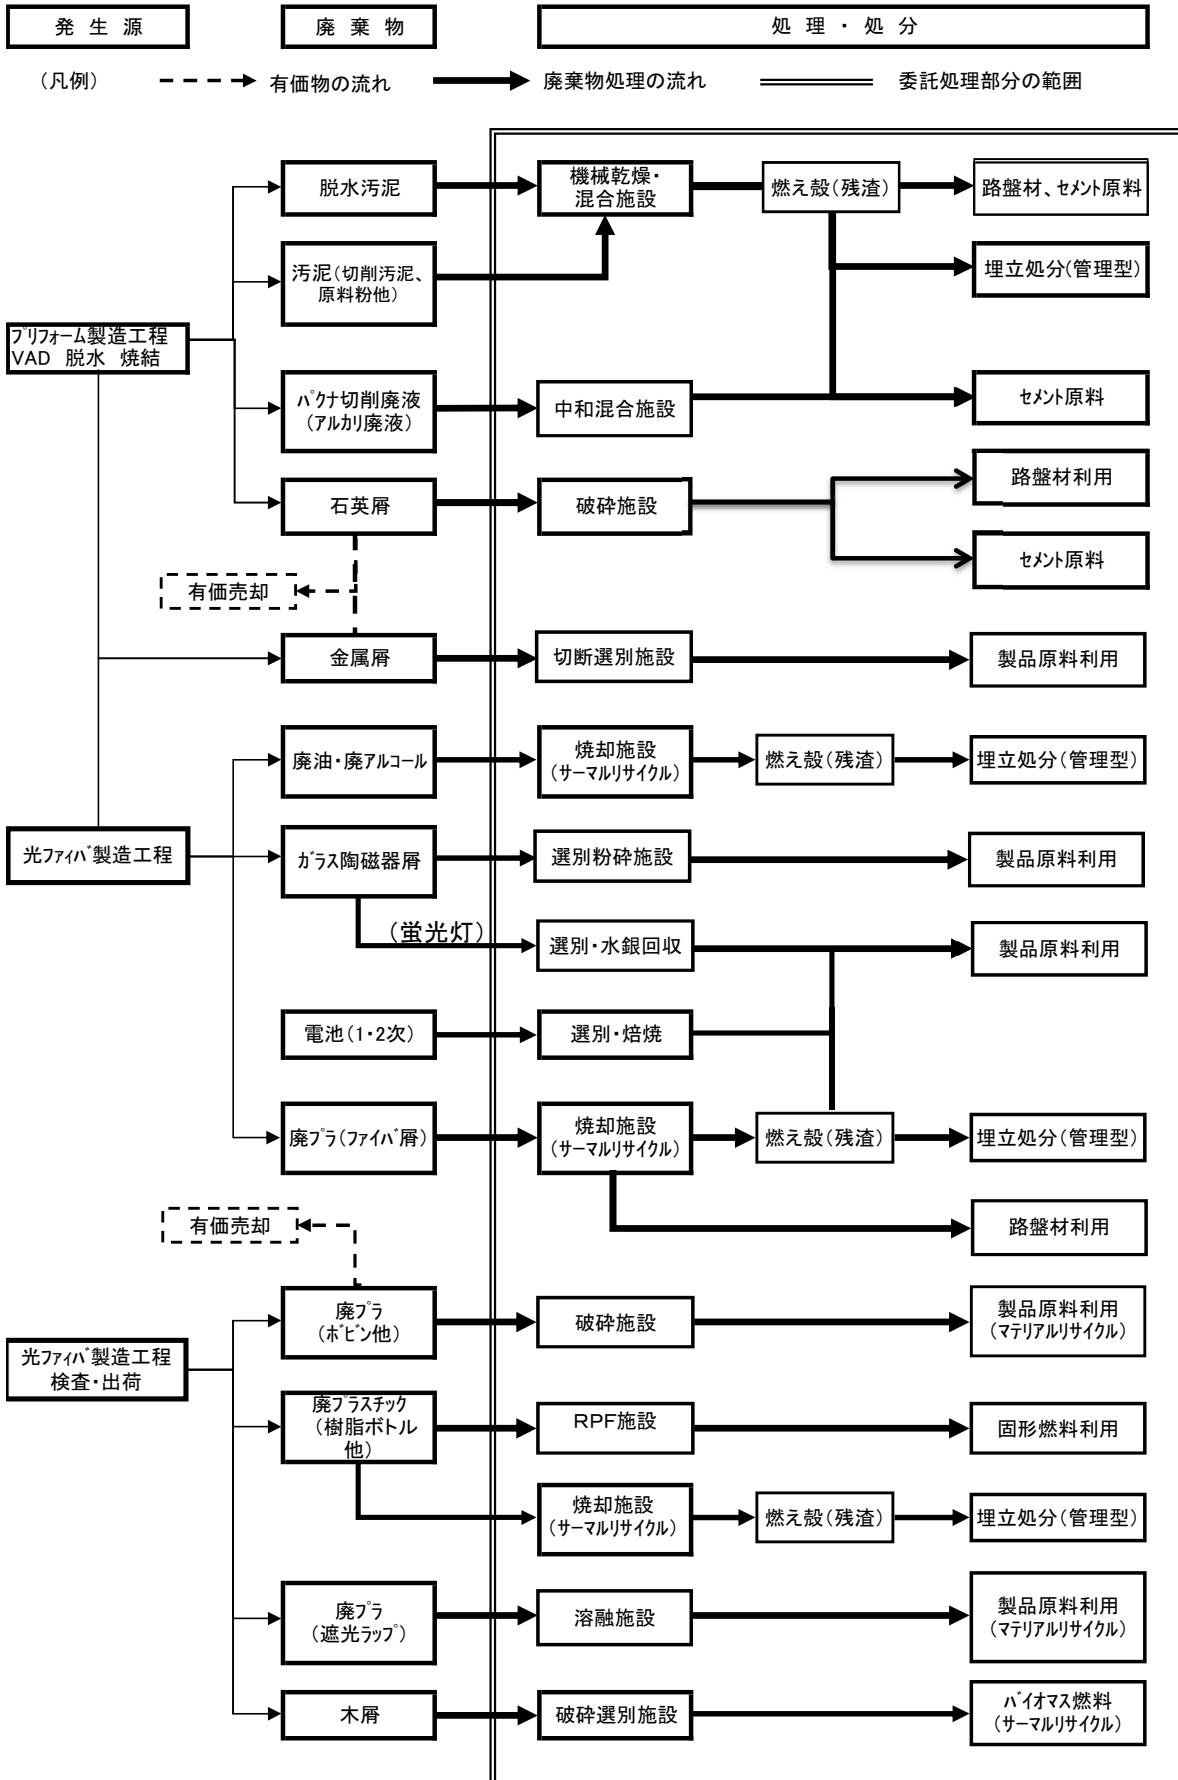 発生源
廃棄物
処理・処分
(凡例)
有価物の流れ
廃棄物処理の流れ
委託処理部分の範囲
脱水汚泥
機械乾燥・
混合施設
燃え殻(残渣)
路盤材、セメント原料
汚泥(切削汚泥、
原料粉他)
埋立処分(管理型)
プリフォーム製造工程
VAD 脱水 焼結
パクナ切削廃液
(アルカリ廃液)
中和混合施設
セメント原料
石英屑
破砕施設
路盤材利用
セメント原料
有価売却
金属屑
切断選別施設
製品原料利用
廃油・廃アルコール
焼却施設
(サーマルリサイクル)
燃え殻(残渣)
埋立処分(管理型)
光ファイバ製造工程
ガラス陶磁器屑
選別粉砕施設
製品原料利用
(蛍光灯)
選別・水銀回収
製品原料利用
電池(1・2次)
選別・焙焼
廃プラ(ファイバ屑)
焼却施設
(サーマルリサイクル)
燃え殻(残渣)
埋立処分(管理型)
有価売却
路盤材利用
廃プラ
(ボビン他)
破砕施設
製品原料利用
(マテリアルリサイクル)
光ファイバ製造工程
検査・出荷
廃プラスチック
(樹脂ボトル
他)
RPF施設
固形燃料利用
焼却施設
(サーマルリサイクル)
燃え殻(残渣)
埋立処分(管理型)
廃プラ
(遮光ラップ)
溶融施設
製品原料利用
(マテリアルリサイクル)
木屑
破砕選別施設
バイオマス燃料
(サーマルリサイクル)